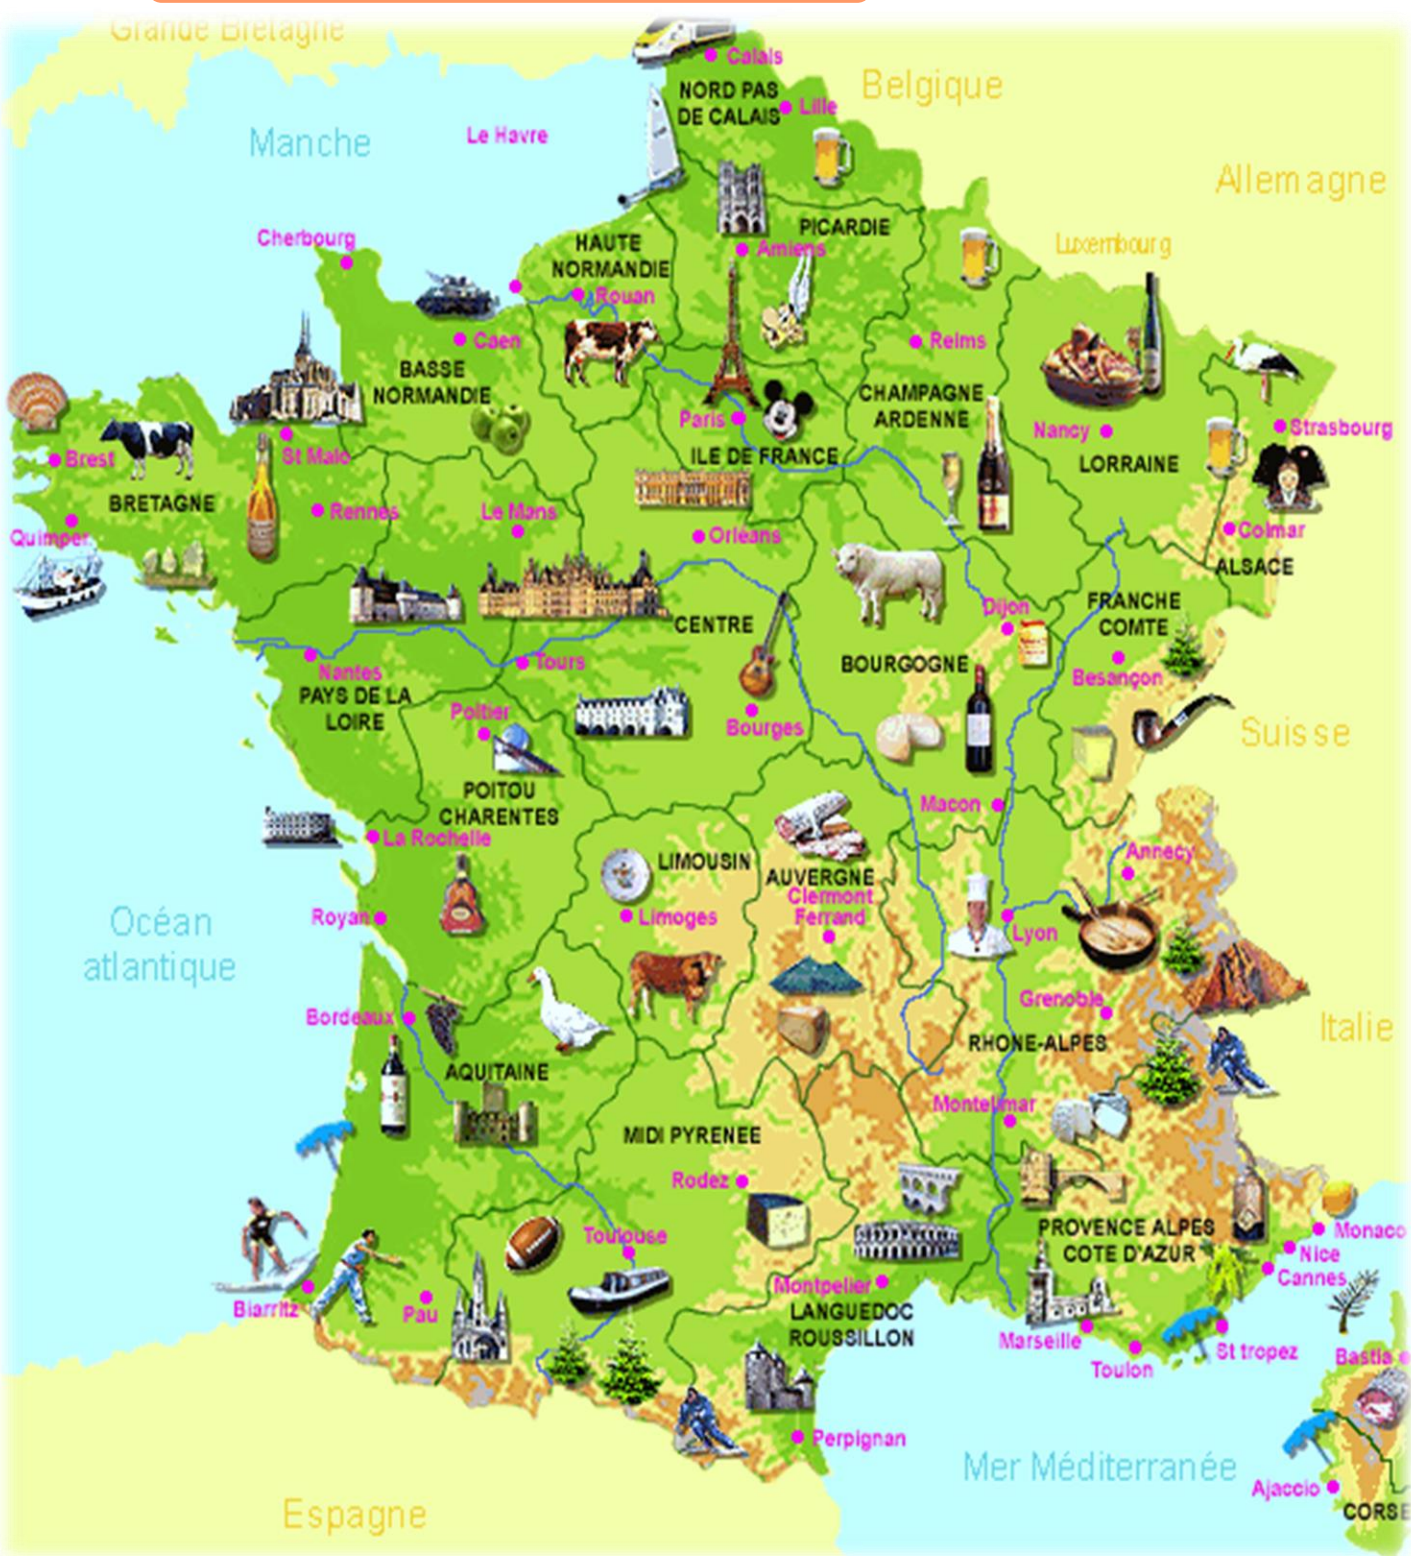 Grande Bretagne
Calais
Belgique
NORD PAS
DE CALAIS
Lille
Manche
Le Havre
Allemagne
PICARDIE
Cherbourg
HAUTE
NORMANDIE
Amiens
Luxembourg
Rouan
Caen
Reims
BASSE
NORMANDIE
CHAMPAGNE
ARDENNE
Paris
Nancy
Strasbourg
St Malo
ILE DE FRANCE
LORRAINE
Brest
BRETAGNE
Rennes
Le Mans
Quimper
Orléans
Colmar
ALSACE
Dijon
FRANCHE
COMTE
CENTRE
Nantes
Tours
BOURGOGNE
Besançon
PAYS DE LA
LOIRE
Poitier
Bourges
Suisse
POITOU
CHARENTES
Macon
La Rochelle
LIMOUSIN
Annecy
AUVERGNE
Clermont
Ferrand
Royan
Limoges
Lyon
Océan
atlantique
Grenoble
Bordeaux
Italie
RHONE-ALPES
AQUITAINE
Montelimar
MIDI PYRENEE
Rodez
PROVENCE ALPES
COTE D'AZUR
Monaco
Toulouse
Nice
Cannes
Montpelier
Biarritz
Pau
LANGUEDOC
ROUSSILLON
Marseille
St tropez
Bastia
Toulon
Perpignan
Mer Méditerranée
Ajaccio
Espagne
CORSE